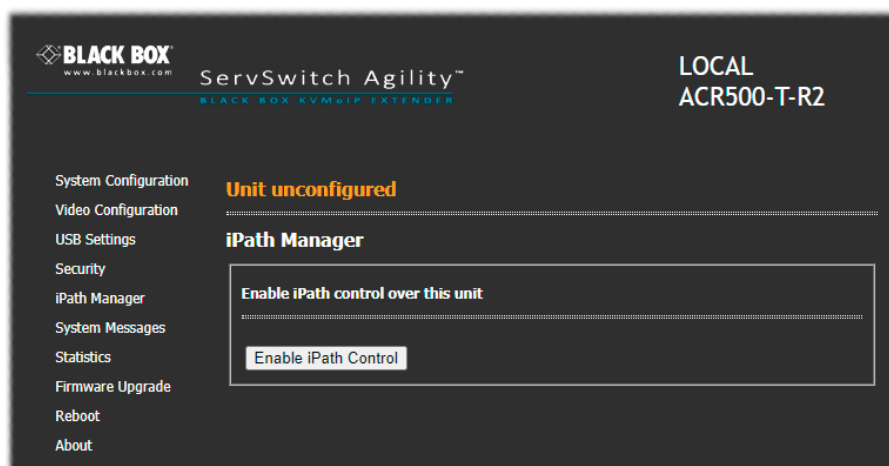 BLACK BOX
www.blackbox.com
ServSwitch Agility™
BLACK BOX KVMoIP EXTENDER
LOCAL
ACR500-T-R2
System Configuration
Video Configuration
USB Settings
Security
iPath Manager
System Messages
Statistics
Firmware Upgrade
Reboot
About
Unit unconfigured
iPath Manager
Enable iPath control over this unit
Enable iPath Control